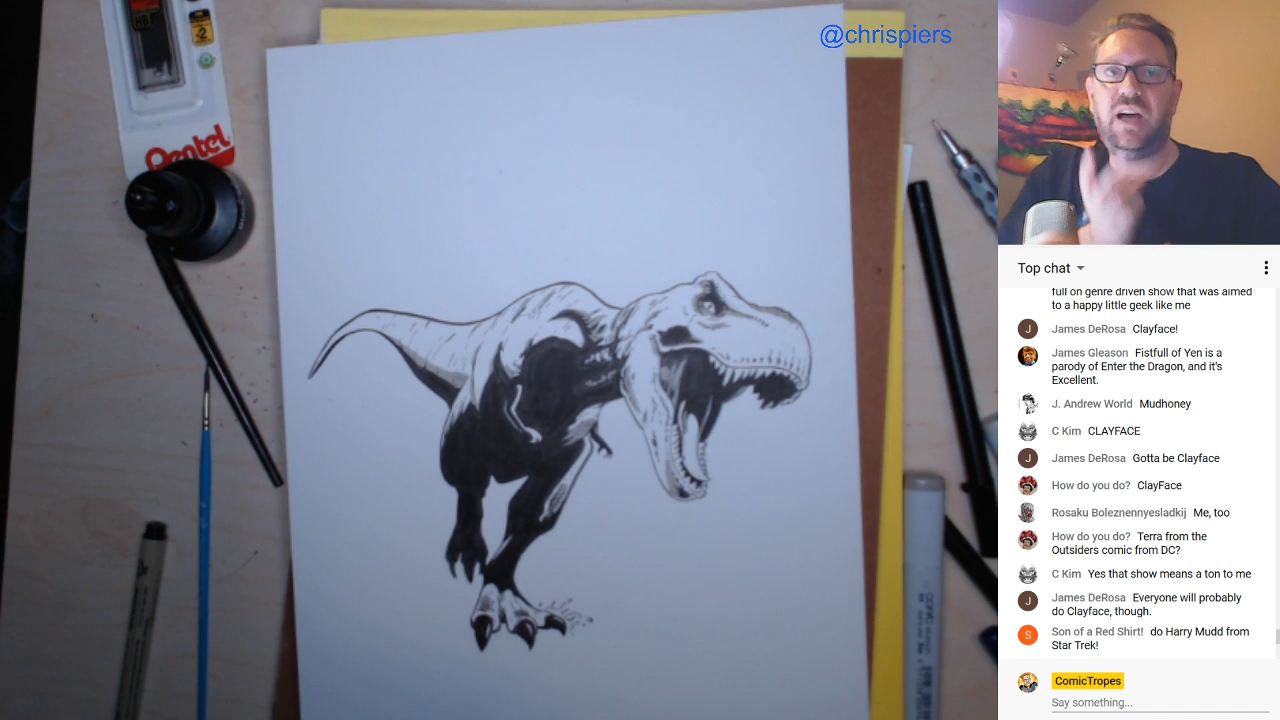 @chrispiers
HB
2
Pentel
Top chat
full on genre driven show that was aimed
to a happy little geek like me
J James DeRosa Clayface!
James Gleason Fistfull of Yen is a
parody of Enter the Dragon, and it's
Excellent.
J. Andrew World Mudhoney
C Kim CLAYFACE
J James DeRosa Gotta be Clayface
How do you do? ClayFace
Rosaku Boleznennyesladkij Me, too
How do you do? Terra from the
Outsiders comic from DC?
C Kim Yes that show means a ton to me
J James DeRosa Everyone will probably
do Clayface, though.
S Son of a Red Shirt! do Harry Mudd from
Star Trek!
ComicTropes
Say something...